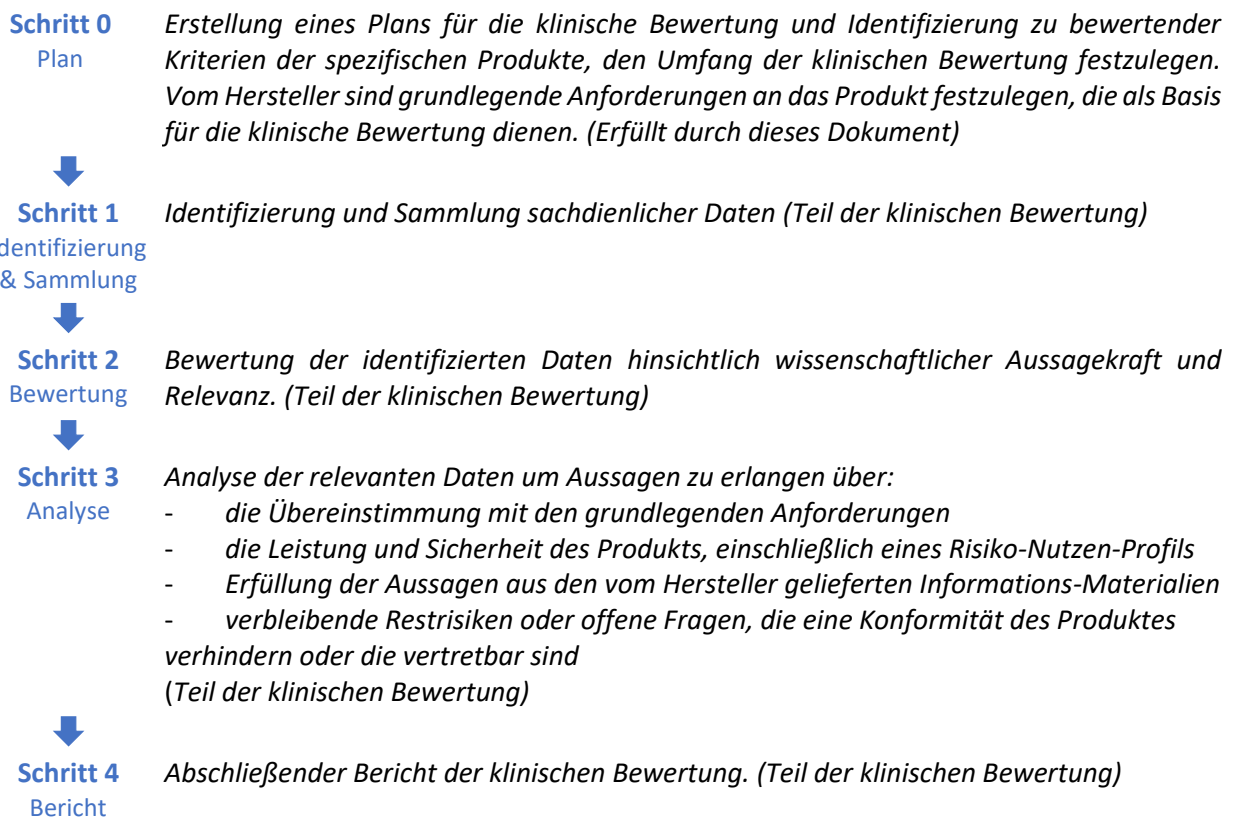 Schritt 0 Erstellung eines Plans für die klinische Bewertung und Identifizierung zu bewertender
Plan Kriterien der spezifischen Produkte, den Umfang der klinischen Bewertung festzulegen.
Vom Hersteller sind grundlegende Anforderungen an das Produkt festzulegen, die als Basis
für die klinische Bewertung dienen. (Erfüllt durch dieses Dokument)
Schritt 1 Identifizierung und Sammlung sachdienlicher Daten (Teil der klinischen Bewertung)
dentifizierung
& Sammlung
Schritt 2 Bewertung der identifizierten Daten hinsichtlich wissenschaftlicher Aussagekraft und
Bewertung Relevanz. (Teil der klinischen Bewertung)
Schritt 3 Analyse der relevanten Daten um Aussagen zu erlangen über:
Analyse - die Übereinstimmung mit den grundlegenden Anforderungen
- die Leistung und Sicherheit des Produkts, einschließlich eines Risiko-Nutzen-Profils
- Erfüllung der Aussagen aus den vom Hersteller gelieferten Informations-Materialien
- verbleibende Restrisiken oder offene Fragen, die eine Konformität des Produktes
verhindern oder die vertretbar sind
(Teil der klinischen Bewertung)
Schritt 4 Abschließender Bericht der klinischen Bewertung. (Teil der klinischen Bewertung)
Bericht